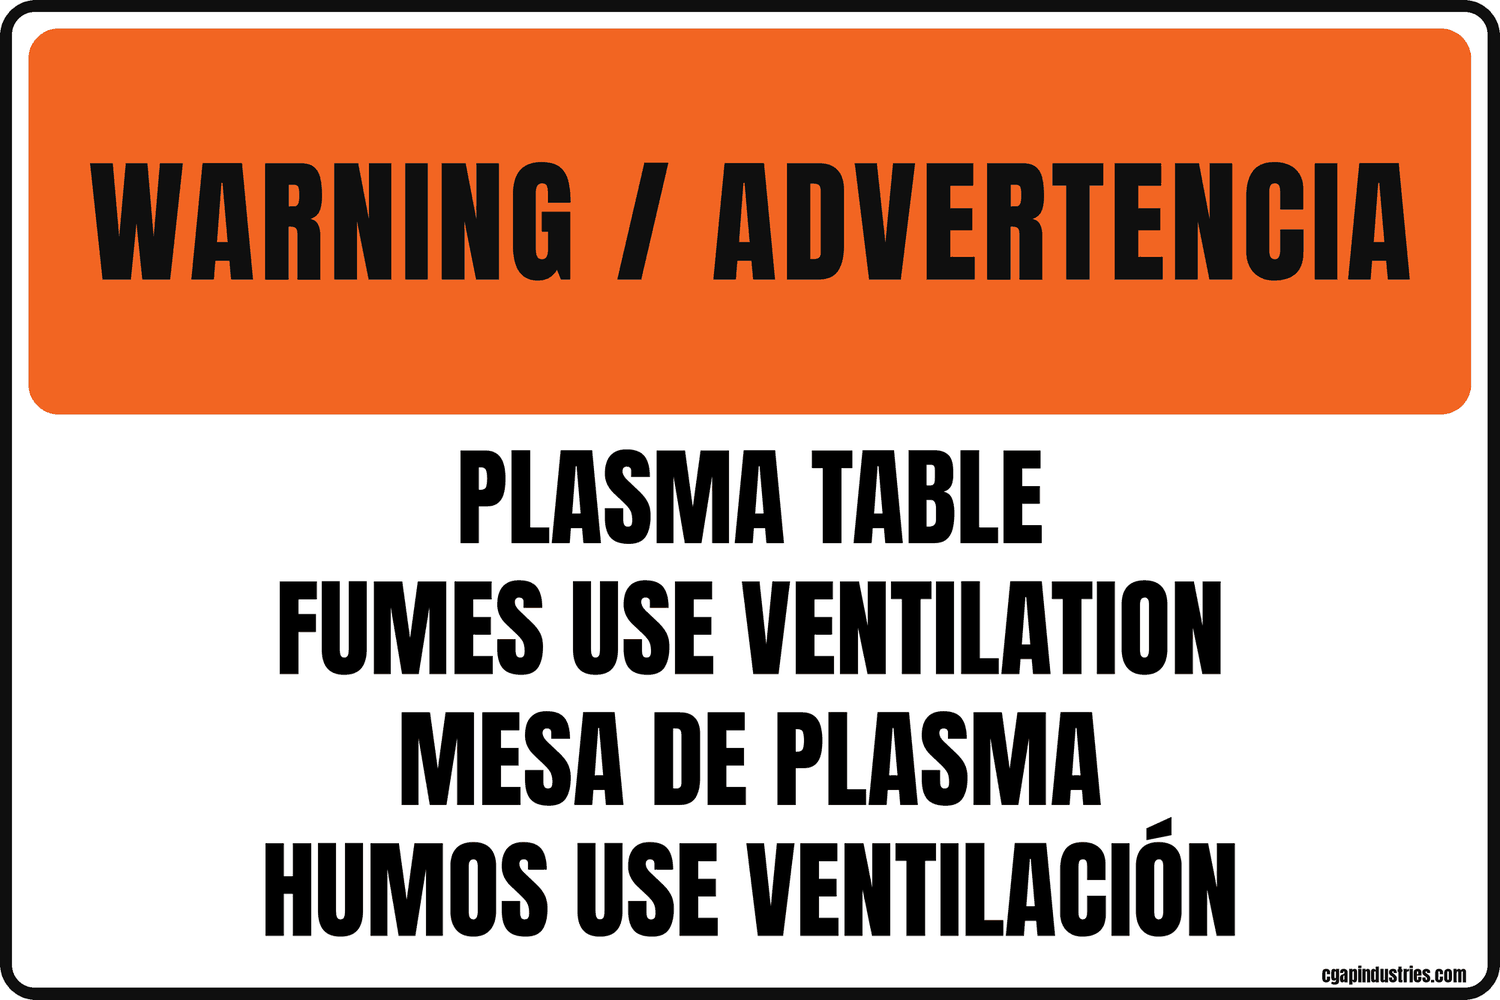 WARNING / ADVERTENCIA
PLASMA TABLE
FUMES USE VENTILATION
MESA DE PLASMA
HUMOS USE VENTILACIÓN
cgapindustries.com